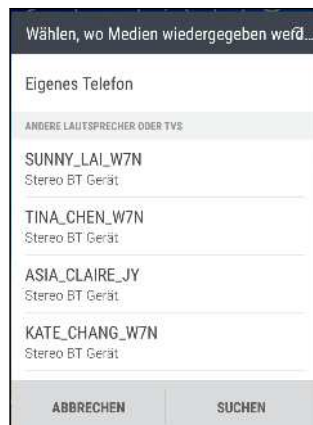 Wählen, wo Medien wiedergegeben werd...
Eigenes Telefon
ANDERE LAUTSPRECHER ODER TVS
SUNNY_LAI_W7N
Stereo BT Gerät
TINA_CHEN_W7N
Stereo BT Gerät
ASIA_CLAIRE_JY
Stereo BT Gerät
KATE_CHANG_W7N
Stereo BT Gerät
ABBRECHEN SUCHEN